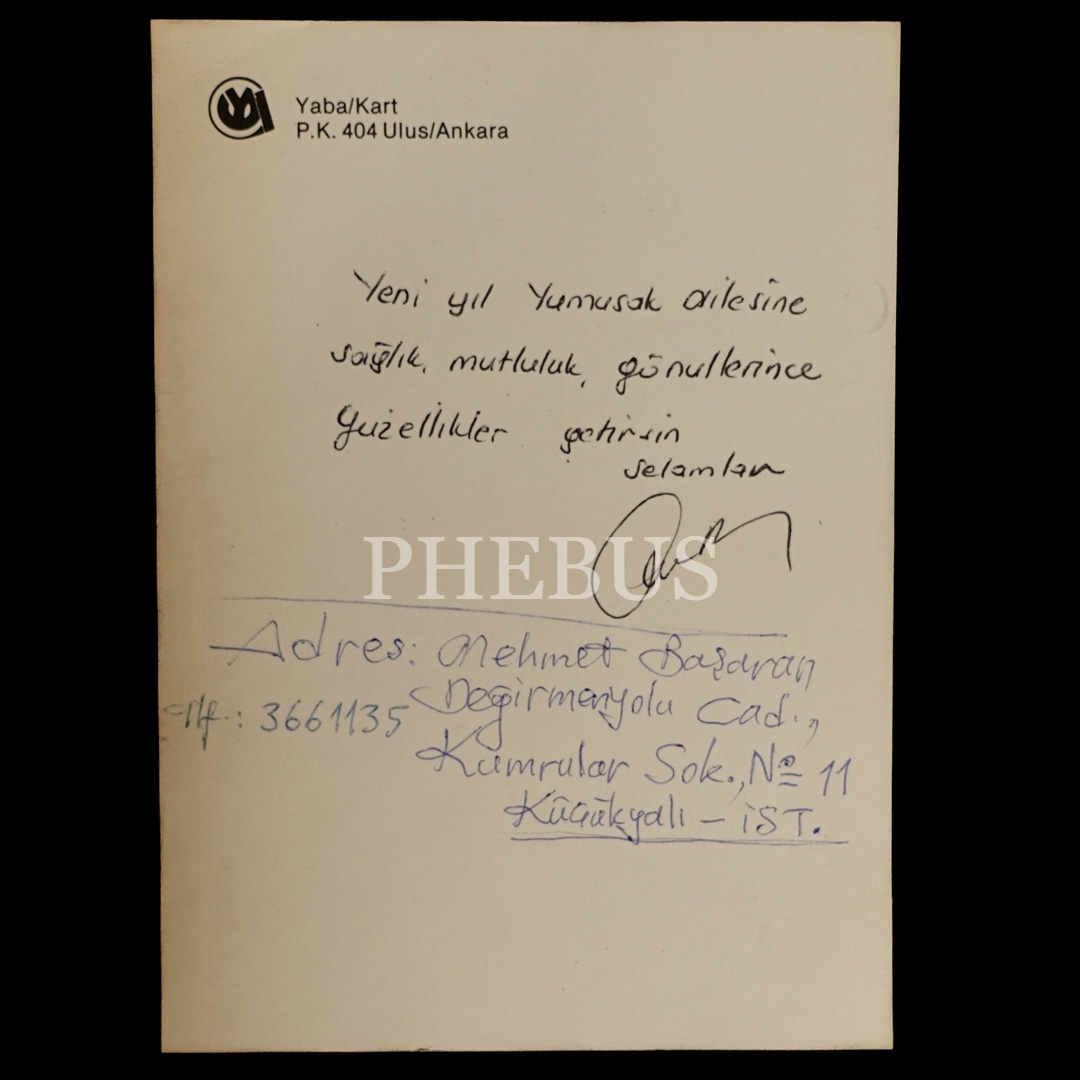 Yaba/Kart
P.K. 404 Ulus/Ankara
Yeni yıl Yumuşak ailesine
sağlık, mutluluk, gönüllerince
güzellikler getirsin
selamlar
PHEBUS
Adres: Mehmet Başaran
Değirmenyolu Cad.,
Tlf.: 3661135
Kumrular Sok., No 11
Küçükyalı – İST.